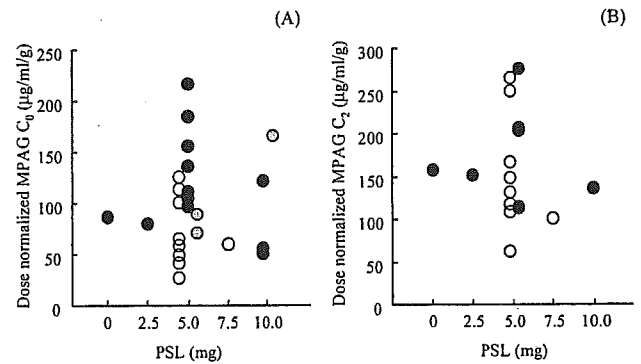 (A)
Dose normalized MPAG C0 (μg/ml/g)
250
200
150
100
50
0
0 2.5 5.0 7.5 10.0
PSL (mg)
(B)
Dose normalized MPAG C2 (μg/ml/g)
300
250
200
150
100
50
0
0 2.5 5.0 7.5 10.0
PSL (mg)